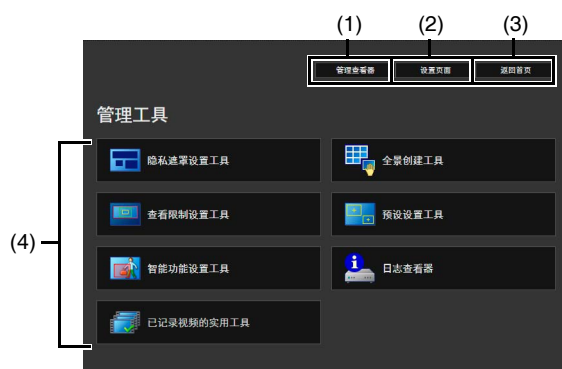 (1) (2) (3)
管理查看器 设置页面 返回首页
管理工具
隐私遮罩设置工具 全景创建工具
查看限制设置工具 预设设置工具
(4)
智能功能设置工具 日志查看器
已记录视频的实用工具